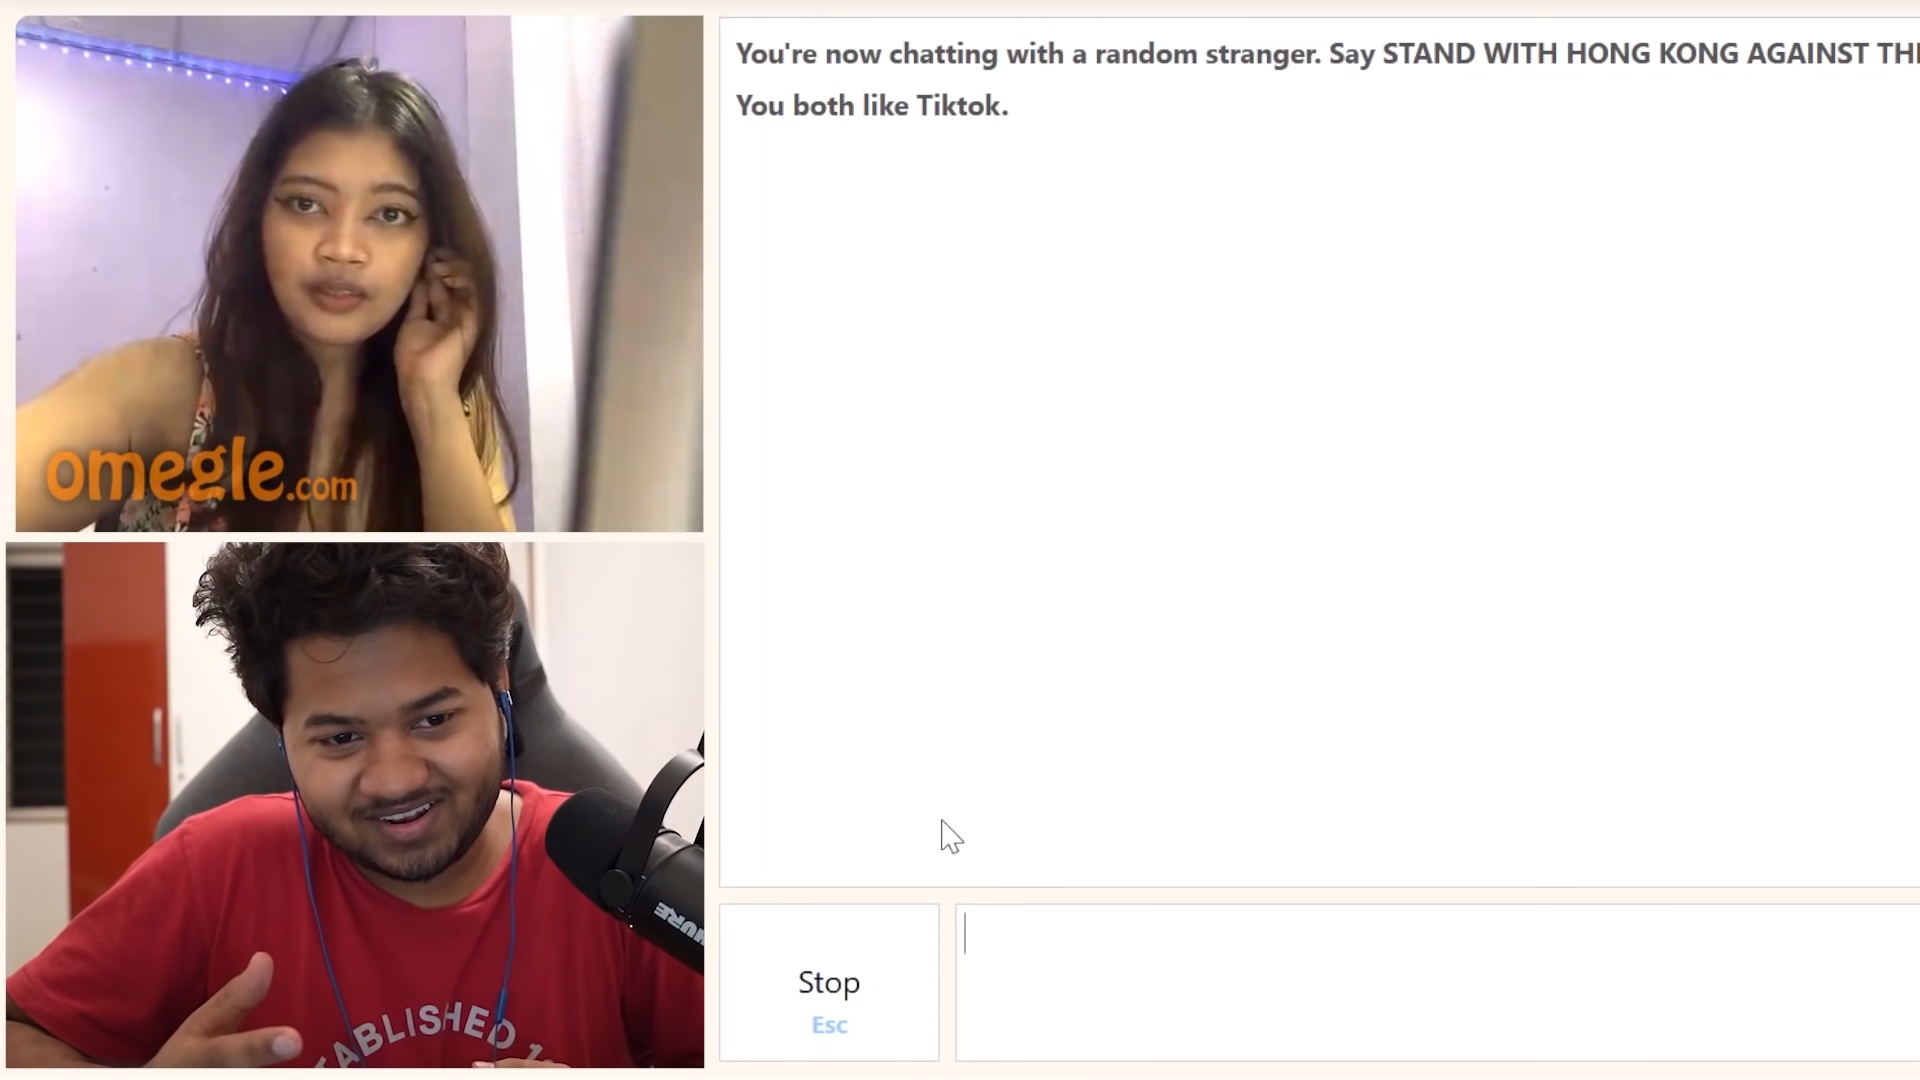 You're now chatting with a random stranger. Say STAND WITH HONG KONG AGAINST
You both like Tiktok.
omegle.com
ABLISHED
Stop
Esc